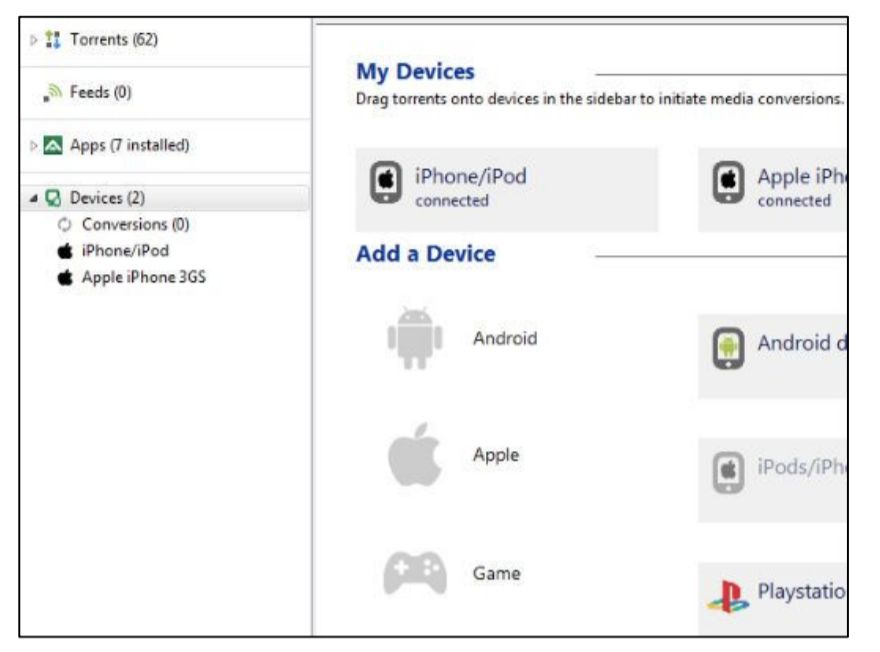 Torrents (62)
Feeds (0)
Apps (7 installed)
Devices (2)
Conversions (0)
iPhone/iPod
Apple iPhone 3GS
My Devices
Drag torrents onto devices in the sidebar to initiate media conversions.
iPhone/iPod
connected
Apple iPh
connected
Add a Device
Android
Android d
Apple
iPods/iPh
Game
Playstatio